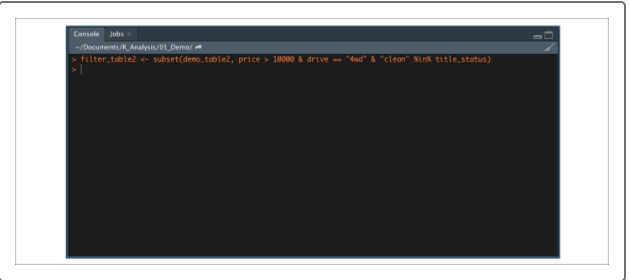 Console Jobs ×
~/Documents/R_Analysis/01_Demo/
> filter_table2 <- subset(demo_table2, price > 10000 & drive == "4wd" & "clean" %in% title_status)
>